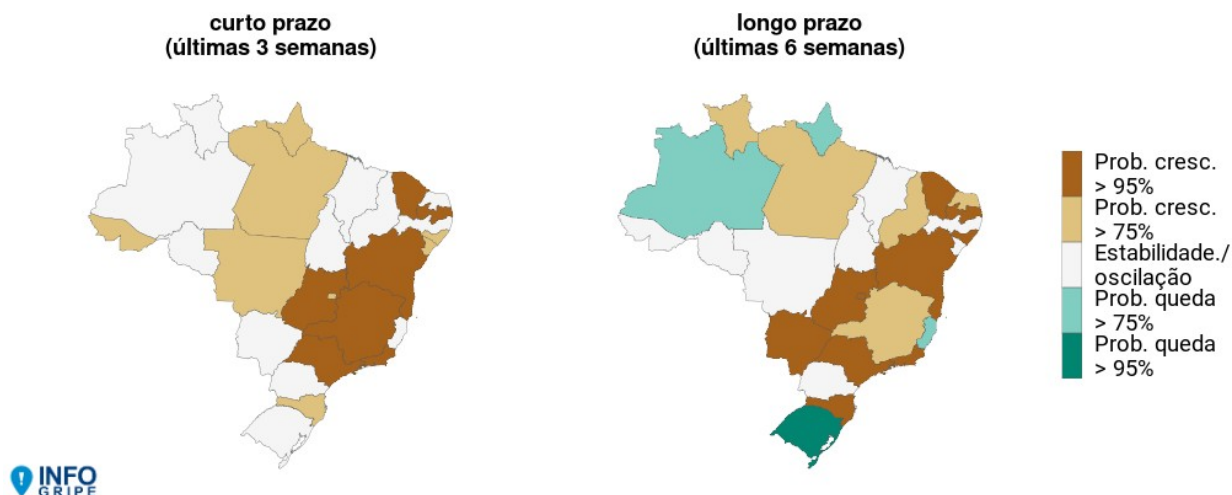 curto prazo
(últimas 3 semanas)
longo prazo
(últimas 6 semanas)
Prob. cresc.
> 95%
Prob. cresc.
> 75%
Estabilidade./
oscilação
Prob. queda
> 75%
Prob. queda
> 95%
INFO
GRIPE